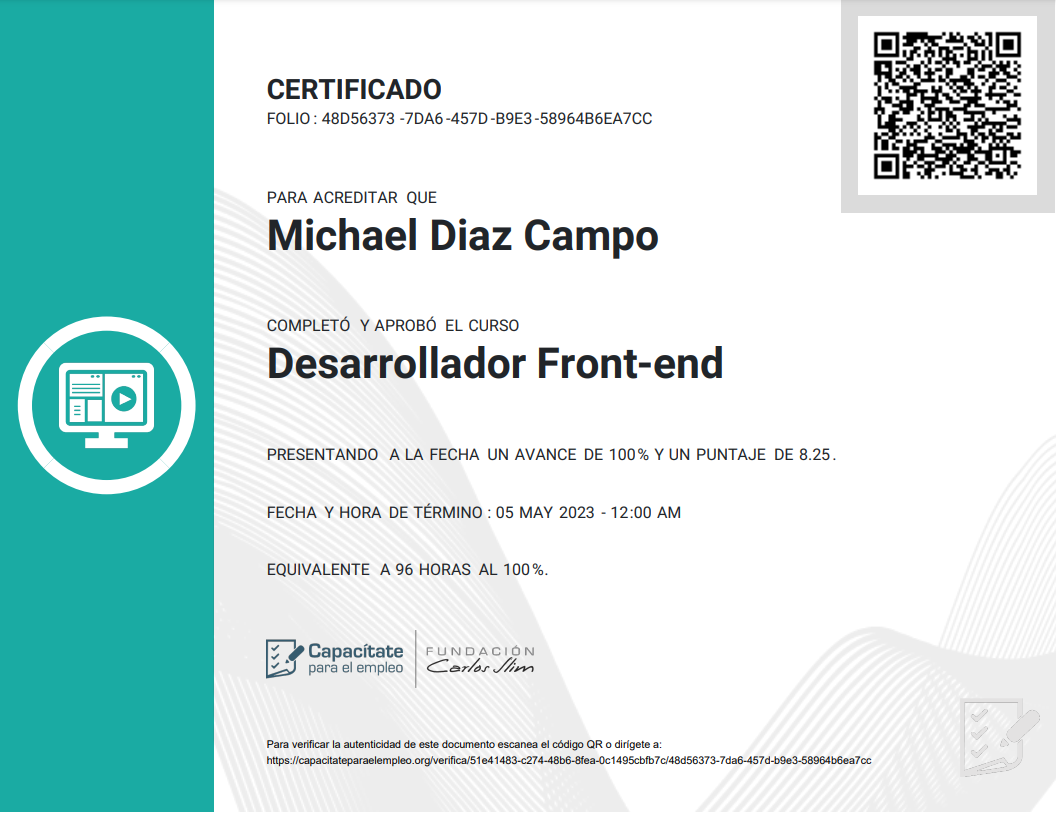 CERTIFICADO
FOLIO : 48D56373 -7DA6 -457D -B9E3 -58964B6EA7CC
PARA ACREDITAR QUE
Michael Diaz Campo
COMPLETÓ Y APROBÓ EL CURSO
Desarrollador Front-end
PRESENTANDO A LA FECHA UN AVANCE DE 100% Y UN PUNTAJE DE 8.25.
FECHA Y HORA DE TÉRMINO : 05 MAY 2023 - 12:00 AM
EQUIVALENTE A 96 HORAS AL 100%.
Capacítate
para el empleo
FUNDACIÓN
Carlos Slim
Para verificar la autenticidad de este documento escanea el código QR o dirígete a:
https://capacitateparaelempleo.org/verifica/51e41483-c274-48b6-8fea-0c1495cbfb7c/48d56373-7da6-457d-b9e3-58964b6ea7cc